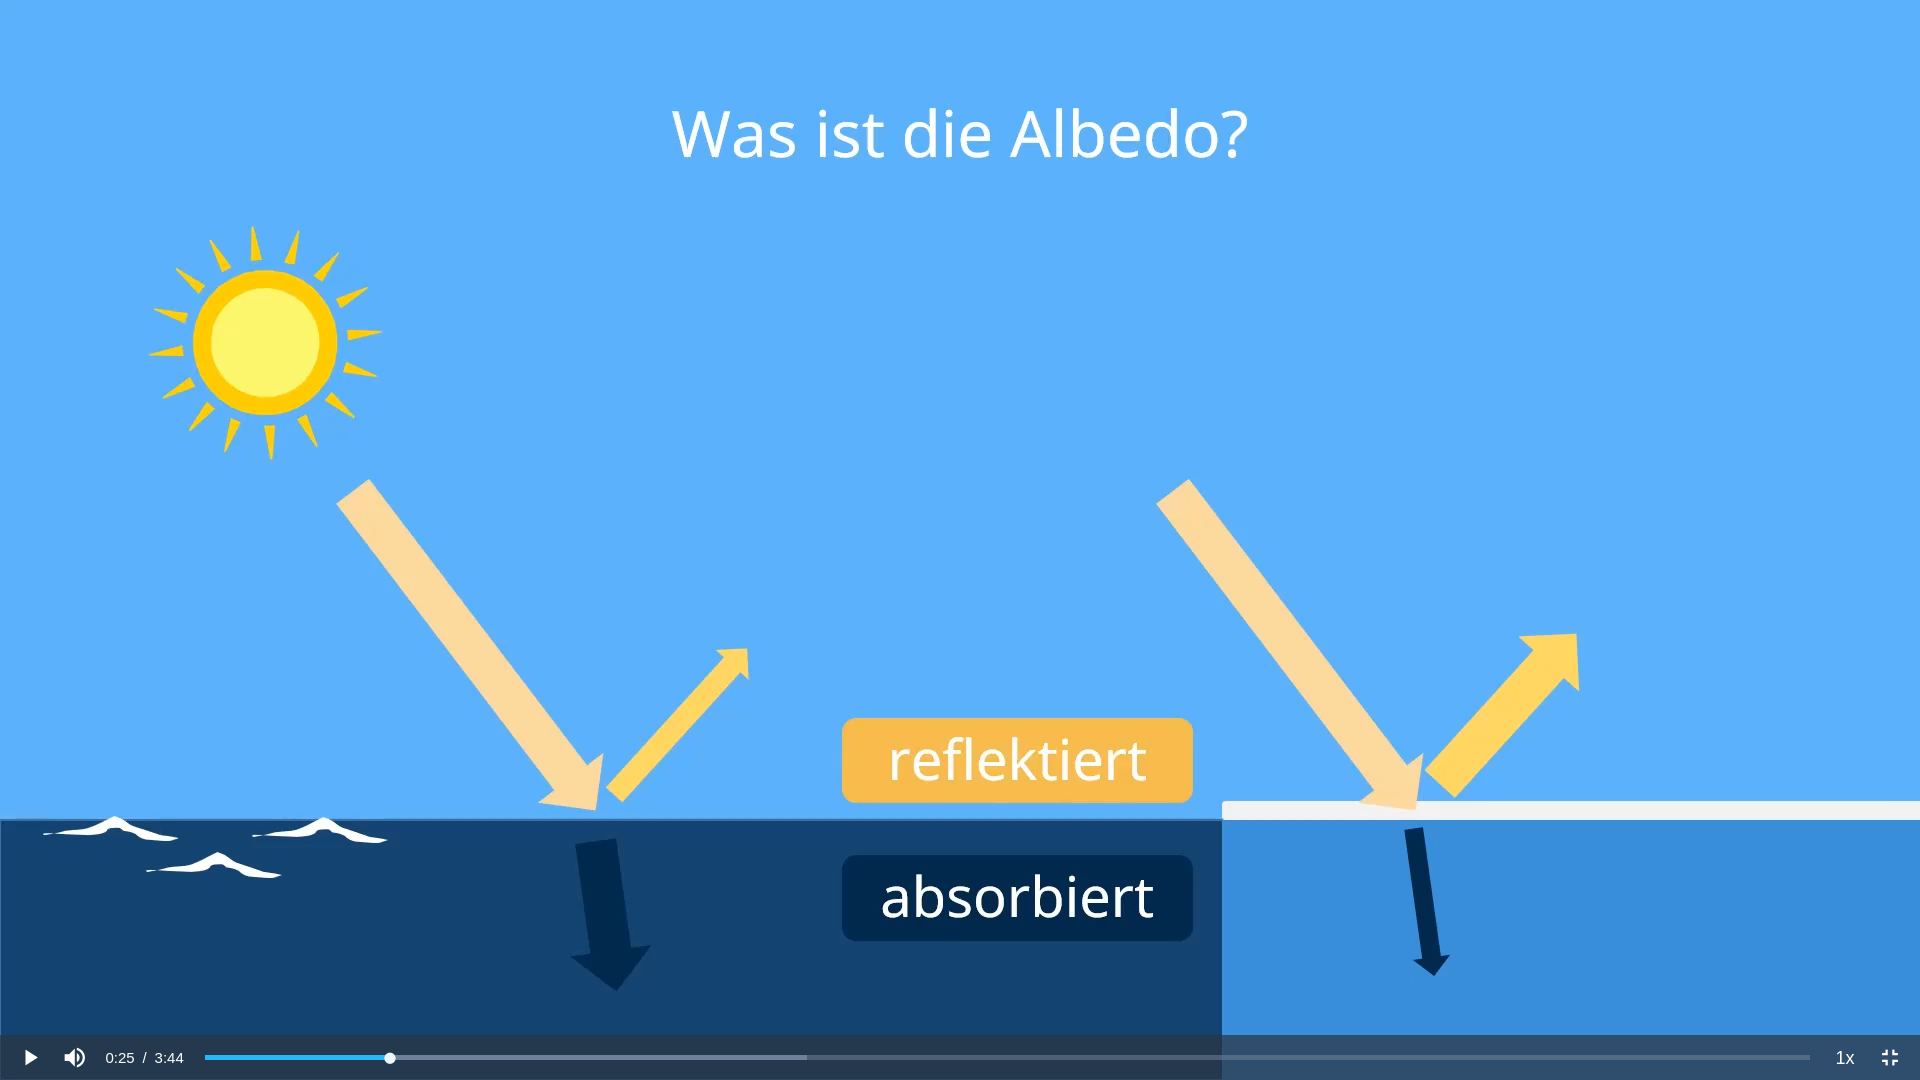 Was ist die Albedo?
reflektiert
absorbiert
0:25 / 3:44
1x